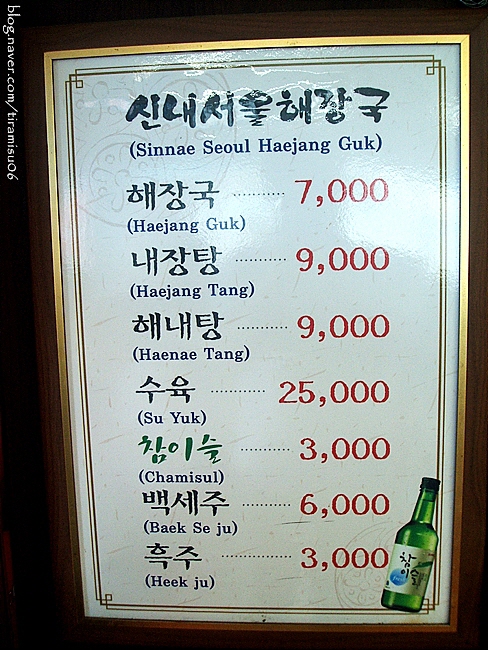 blog.naver.com/tiramisu06
신내서울해장국
(Sinnae Seoul Haejang Guk)
해장국 ············ 7,000
(Haejang Guk)
내장탕 ············ 9,000
(Haejang Tang)
해내탕 ············ 9,000
(Haenae Tang)
수육 ············ 25,000
(Su Yuk)
참이슬 ············ 3,000
(Chamisul)
백세주 ············ 6,000
(Baek Se ju)
흑주 ············ 3,000
(Heek ju)
참이슬
fresh